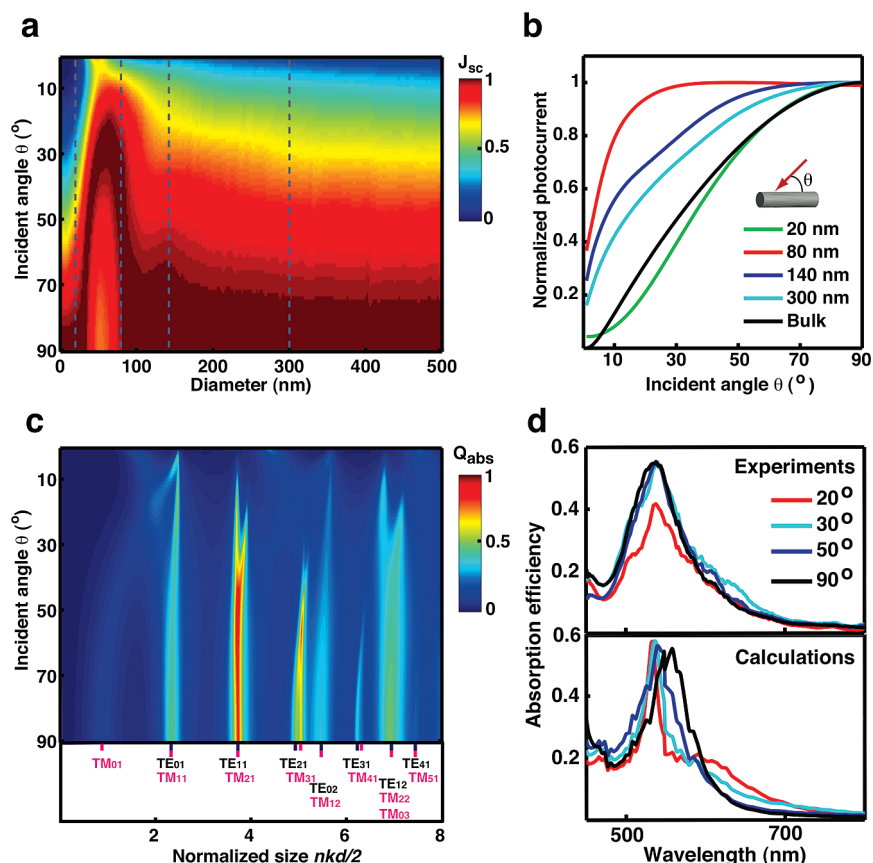 a
J_sc
1
0.5
0
10
30
50
70
90
Incident angle θ (°)
0
100
200
300
400
500
Diameter (nm)
b
1
0.8
0.6
0.4
0.2
Normalized photocurrent
θ
20 nm
80 nm
140 nm
300 nm
Bulk
10
30
50
70
90
Incident angle θ (°)
c
Q_abs
1
0.5
0
10
30
50
70
90
Incident angle θ (°)
TM01
TE01
TM11
TE11
TM21
TE21
TM31
TE02
TM12
TE31
TM41
TE12
TM22
TM03
TE41
TM51
2
4
6
8
Normalized size nkd/2
d
0.6
0.4
0.2
Experiments
20°
30°
50°
90°
0.6
0.4
0.2
Calculations
Absorption efficiency
500
700
Wavelength (nm)